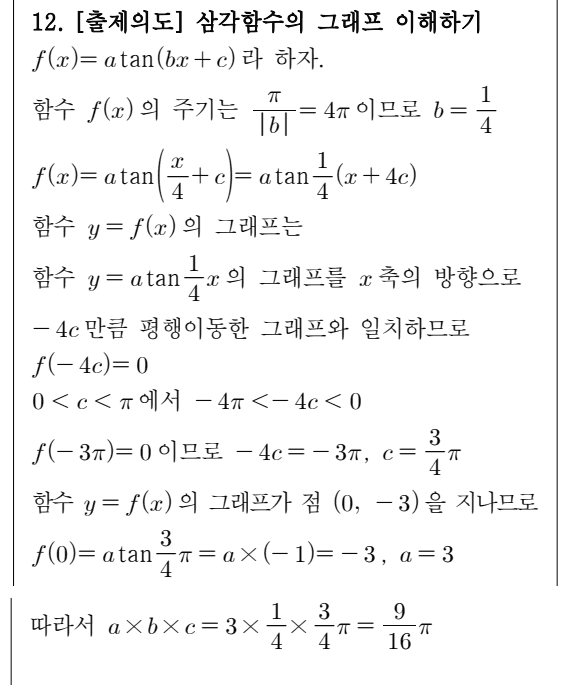 12. [출제의도] 삼각함수의 그래프 이해하기
f(x)= a tan(bx+c) 라 하자.
함수 f(x) 의 주기는 π/|b| = 4π 이므로 b = 1/4
f(x)= a tan(x/4 + c)= a tan 1/4 (x+4c)
함수 y = f(x) 의 그래프는
함수 y = a tan 1/4 x 의 그래프를 x 축의 방향으로
-4c 만큼 평행이동한 그래프와 일치하므로
f(-4c)= 0
0 < c < π 에서 -4π <-4c < 0
f(-3π)= 0 이므로 -4c = -3π, c = 3/4 π
함수 y = f(x) 의 그래프가 점 (0, -3) 을 지나므로
f(0)= a tan 3/4 π = a×(-1)= -3, a = 3
따라서 a×b×c = 3× 1/4 × 3/4 π = 9/16 π